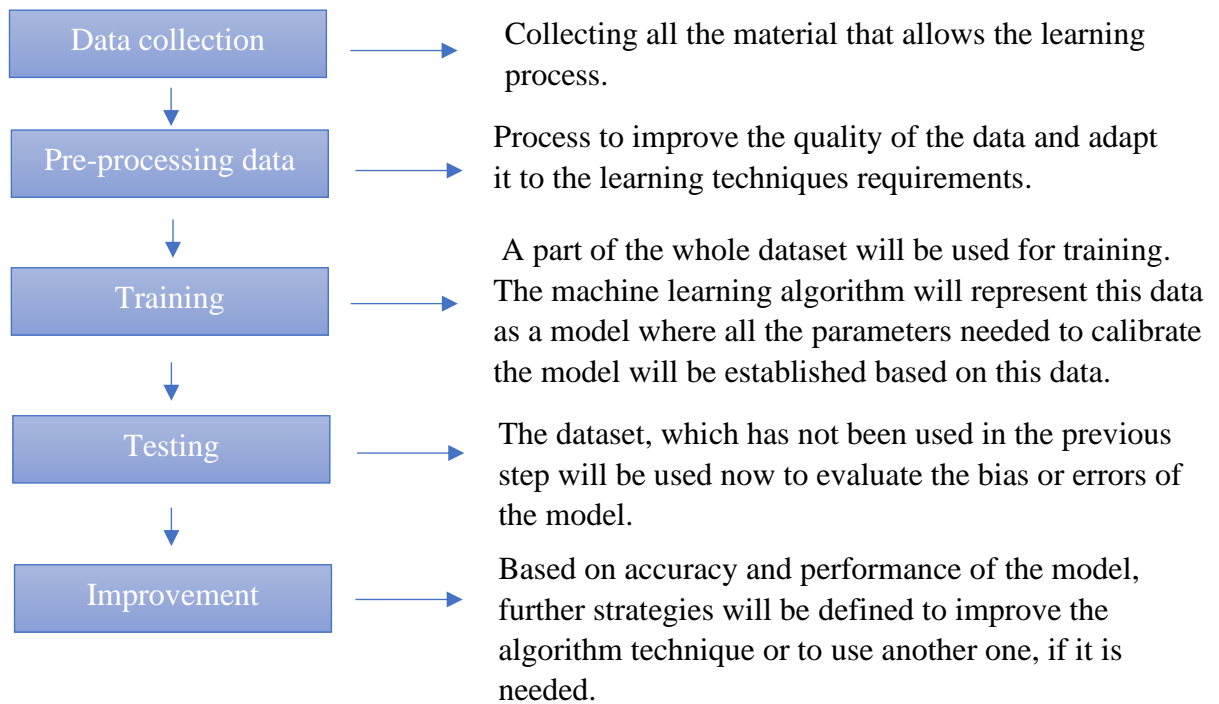 Data collection
Collecting all the material that allows the learning
process.
Pre-processing data
Process to improve the quality of the data and adapt
it to the learning techniques requirements.
Training
A part of the whole dataset will be used for training.
The machine learning algorithm will represent this data
as a model where all the parameters needed to calibrate
the model will be established based on this data.
Testing
The dataset, which has not been used in the previous
step will be used now to evaluate the bias or errors of
the model.
Improvement
Based on accuracy and performance of the model,
further strategies will be defined to improve the
algorithm technique or to use another one, if it is
needed.